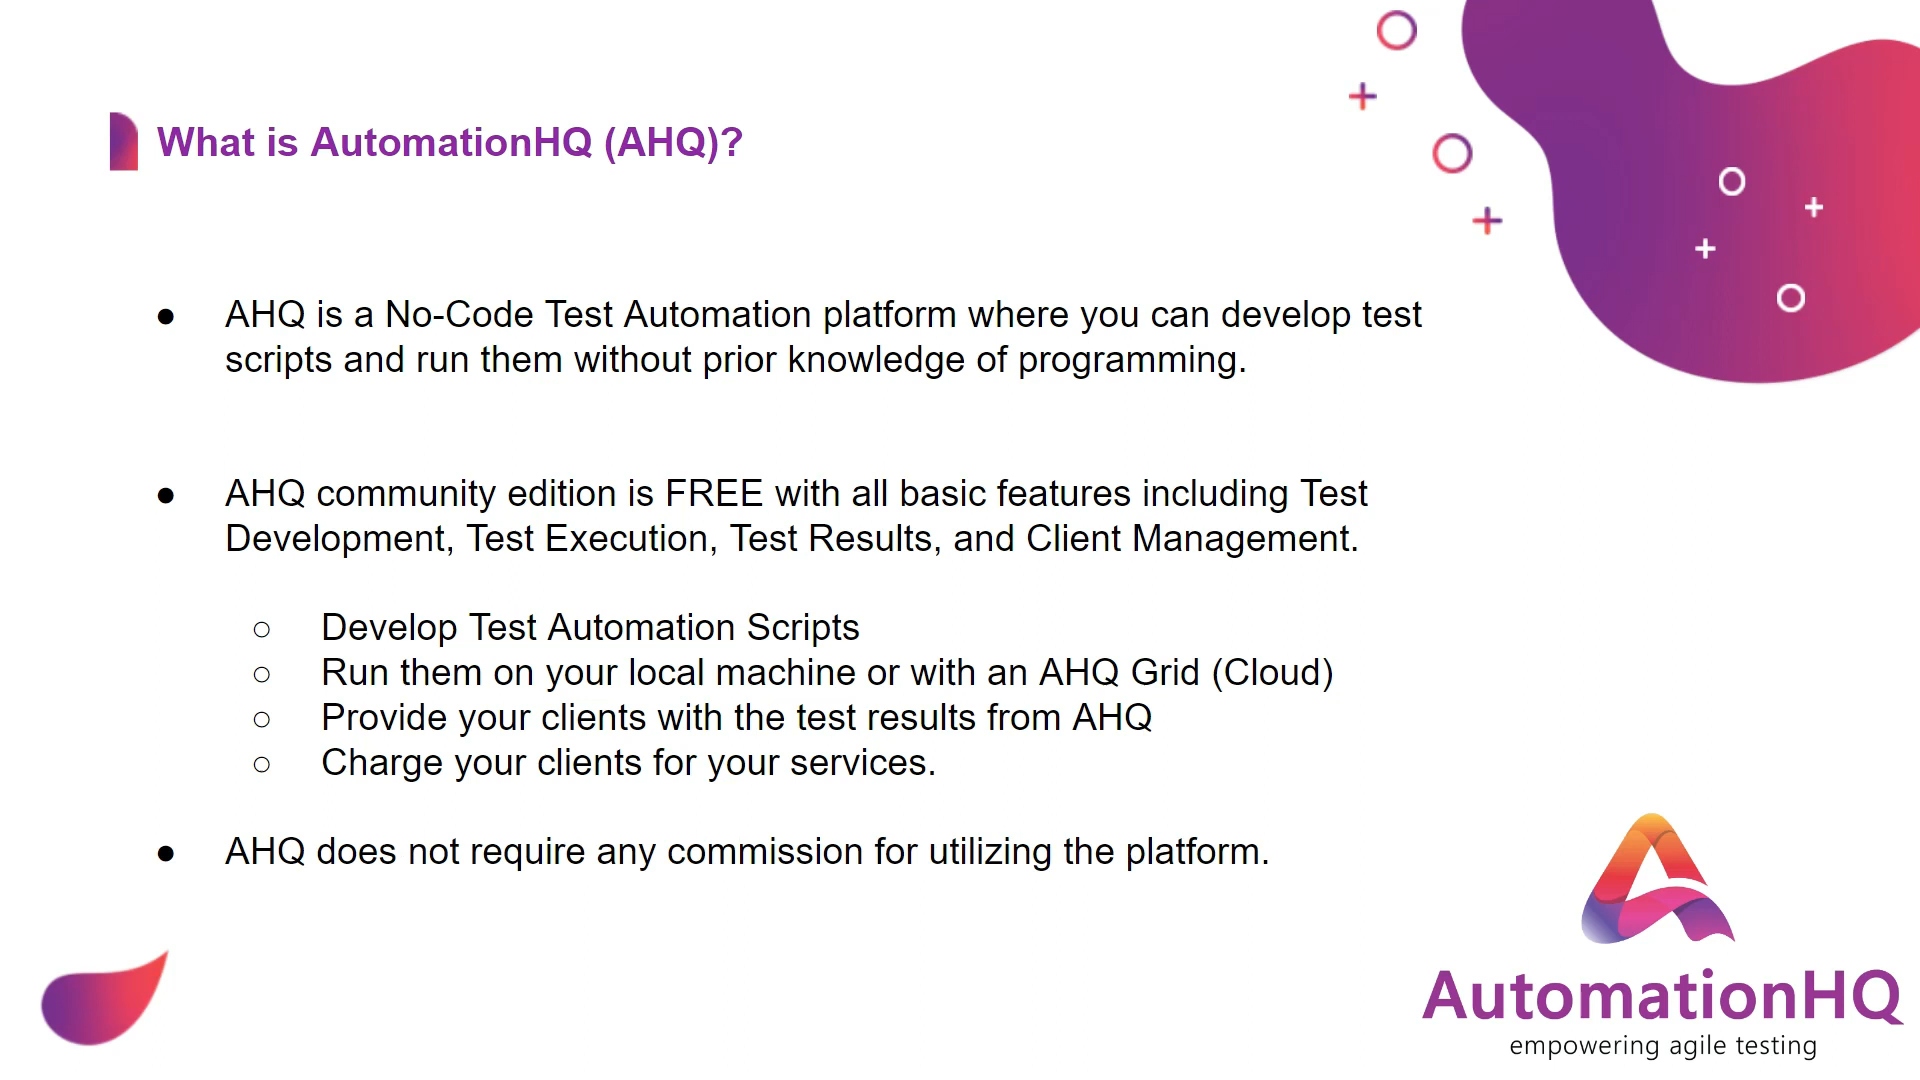 What is AutomationHQ (AHQ)?
● AHQ is a No-Code Test Automation platform where you can develop test
scripts and run them without prior knowledge of programming.
● AHQ community edition is FREE with all basic features including Test
Development, Test Execution, Test Results, and Client Management.
○ Develop Test Automation Scripts
○ Run them on your local machine or with an AHQ Grid (Cloud)
○ Provide your clients with the test results from AHQ
○ Charge your clients for your services.
● AHQ does not require any commission for utilizing the platform.
AutomationHQ
empowering agile testing